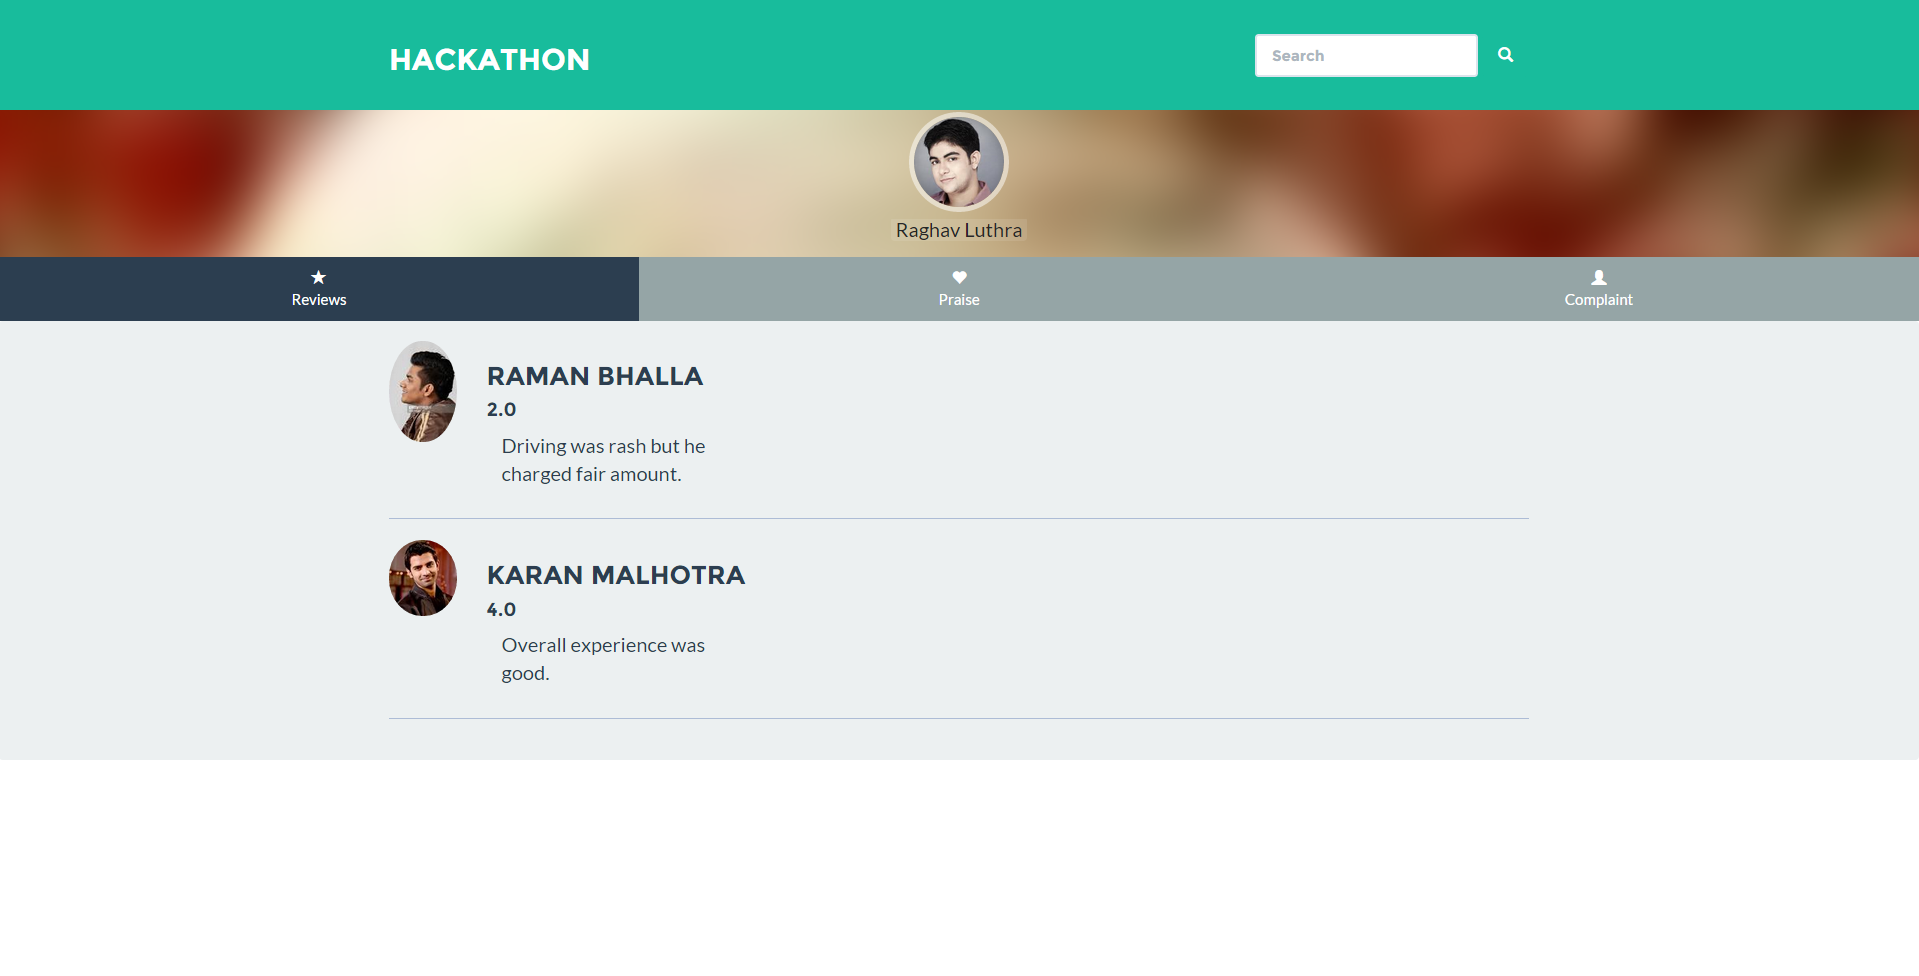 HACKATHON
Search
Raghav Luthra
Reviews
Praise
Complaint
RAMAN BHALLA
2.0
Driving was rash but he
charged fair amount.
KARAN MALHOTRA
4.0
Overall experience was
good.